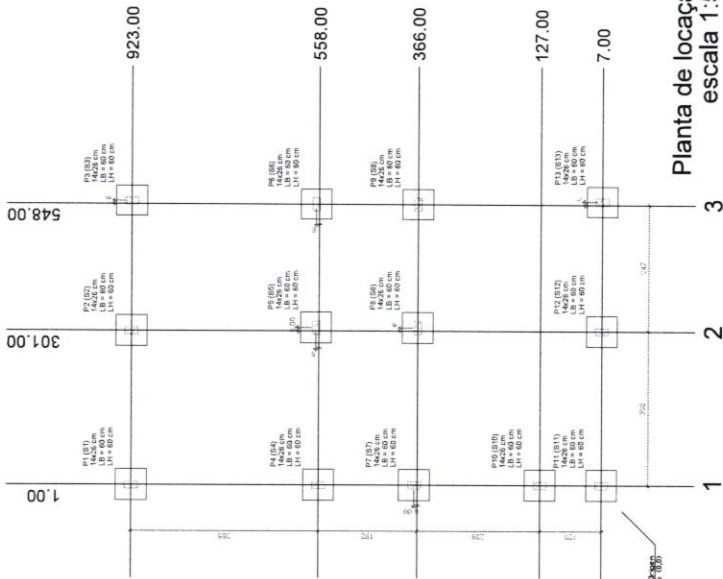 1.00
301.00
548.00
P1 (S1)
14x26 cm
LB = 60 cm
LH = 60 cm
P2 (S2)
14x26 cm
LB = 60 cm
LH = 60 cm
P3 (S3)
14x26 cm
LB = 60 cm
LH = 60 cm
923.00
P4 (S4)
14x26 cm
LB = 60 cm
LH = 60 cm
P5 (S5)
14x26 cm
LB = 60 cm
LH = 60 cm
P6 (S6)
14x26 cm
LB = 60 cm
LH = 60 cm
558.00
P7 (S7)
14x26 cm
LB = 60 cm
LH = 60 cm
P8 (S8)
14x26 cm
LB = 60 cm
LH = 60 cm
P9 (S9)
14x26 cm
LB = 60 cm
LH = 60 cm
366.00
P10 (S10)
14x26 cm
LB = 60 cm
LH = 60 cm
127.00
P11 (S11)
14x26 cm
LB = 60 cm
LH = 60 cm
P12 (S12)
14x26 cm
LB = 60 cm
LH = 60 cm
P13 (S13)
14x26 cm
LB = 60 cm
LH = 60 cm
7.00
192
1
2
3
Planta de locaçã
escala 1: